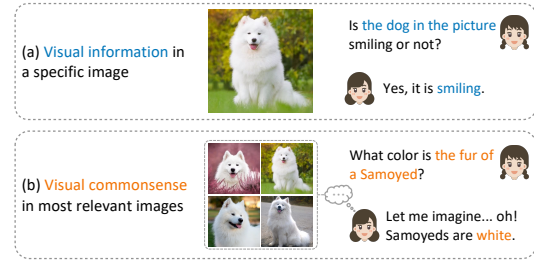 (a) Visual information in
a specific image
Is the dog in the picture
smiling or not?
Yes, it is smiling.
(b) Visual commonsense
in most relevant images
What color is the fur of
a Samoyed?
Let me imagine... oh!
Samoyeds are white.